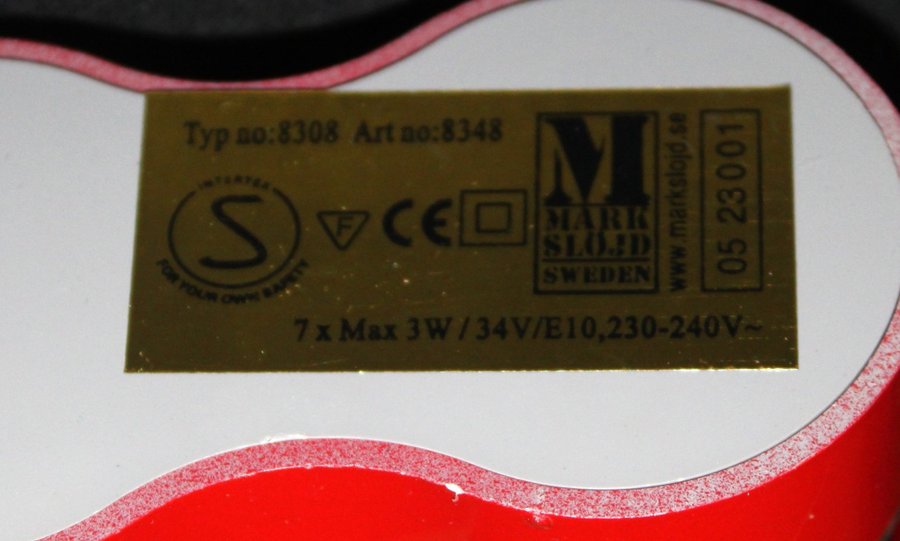 Typ no:8308 Art no:8348
INTERTEK
S
FOR YOUR OWN SAFETY
F
CE
M
MARK
SLÖJD
SWEDEN
www.markslojd.se
05 23001
7 x Max 3W / 34V/E10,230-240V~